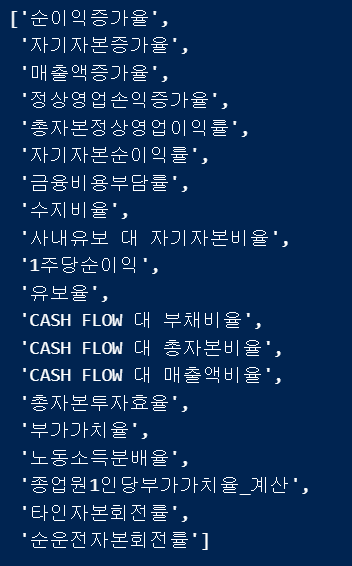 ['순이익증가율',
'자기자본증가율',
'매출액증가율',
'정상영업손익증가율',
'총자본정상영업이익률',
'자기자본순이익률',
'금융비용부담률',
'수지비율',
'사내유보 대 자기자본비율',
'1주당순이익',
'유보율',
'CASH FLOW 대 부채비율',
'CASH FLOW 대 총자본비율',
'CASH FLOW 대 매출액비율',
'총자본투자효율',
'부가가치율',
'노동소득분배율',
'종업원1인당부가가치율_계산',
'타인자본회전률',
'순운전자본회전률']